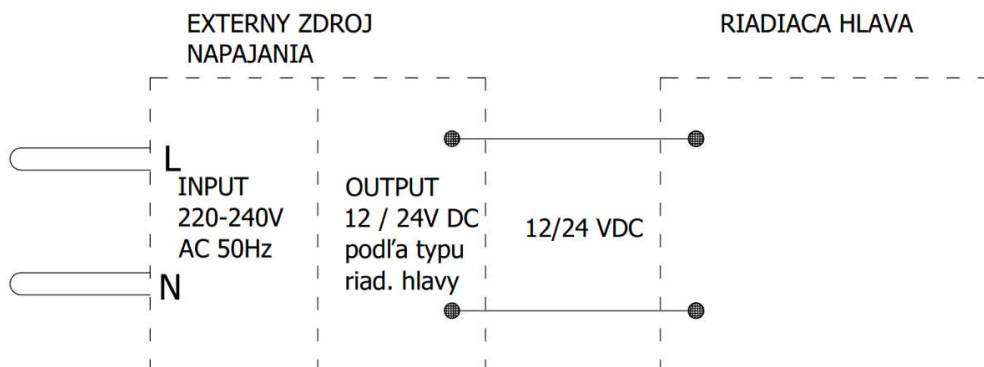 EXTERNY ZDROJ
NAPAJANIA
RIADIACA HLAVA
L
INPUT
220-240V
AC 50Hz
N
OUTPUT
12 / 24V DC
podľa typu
riad. hlavy
12/24 VDC